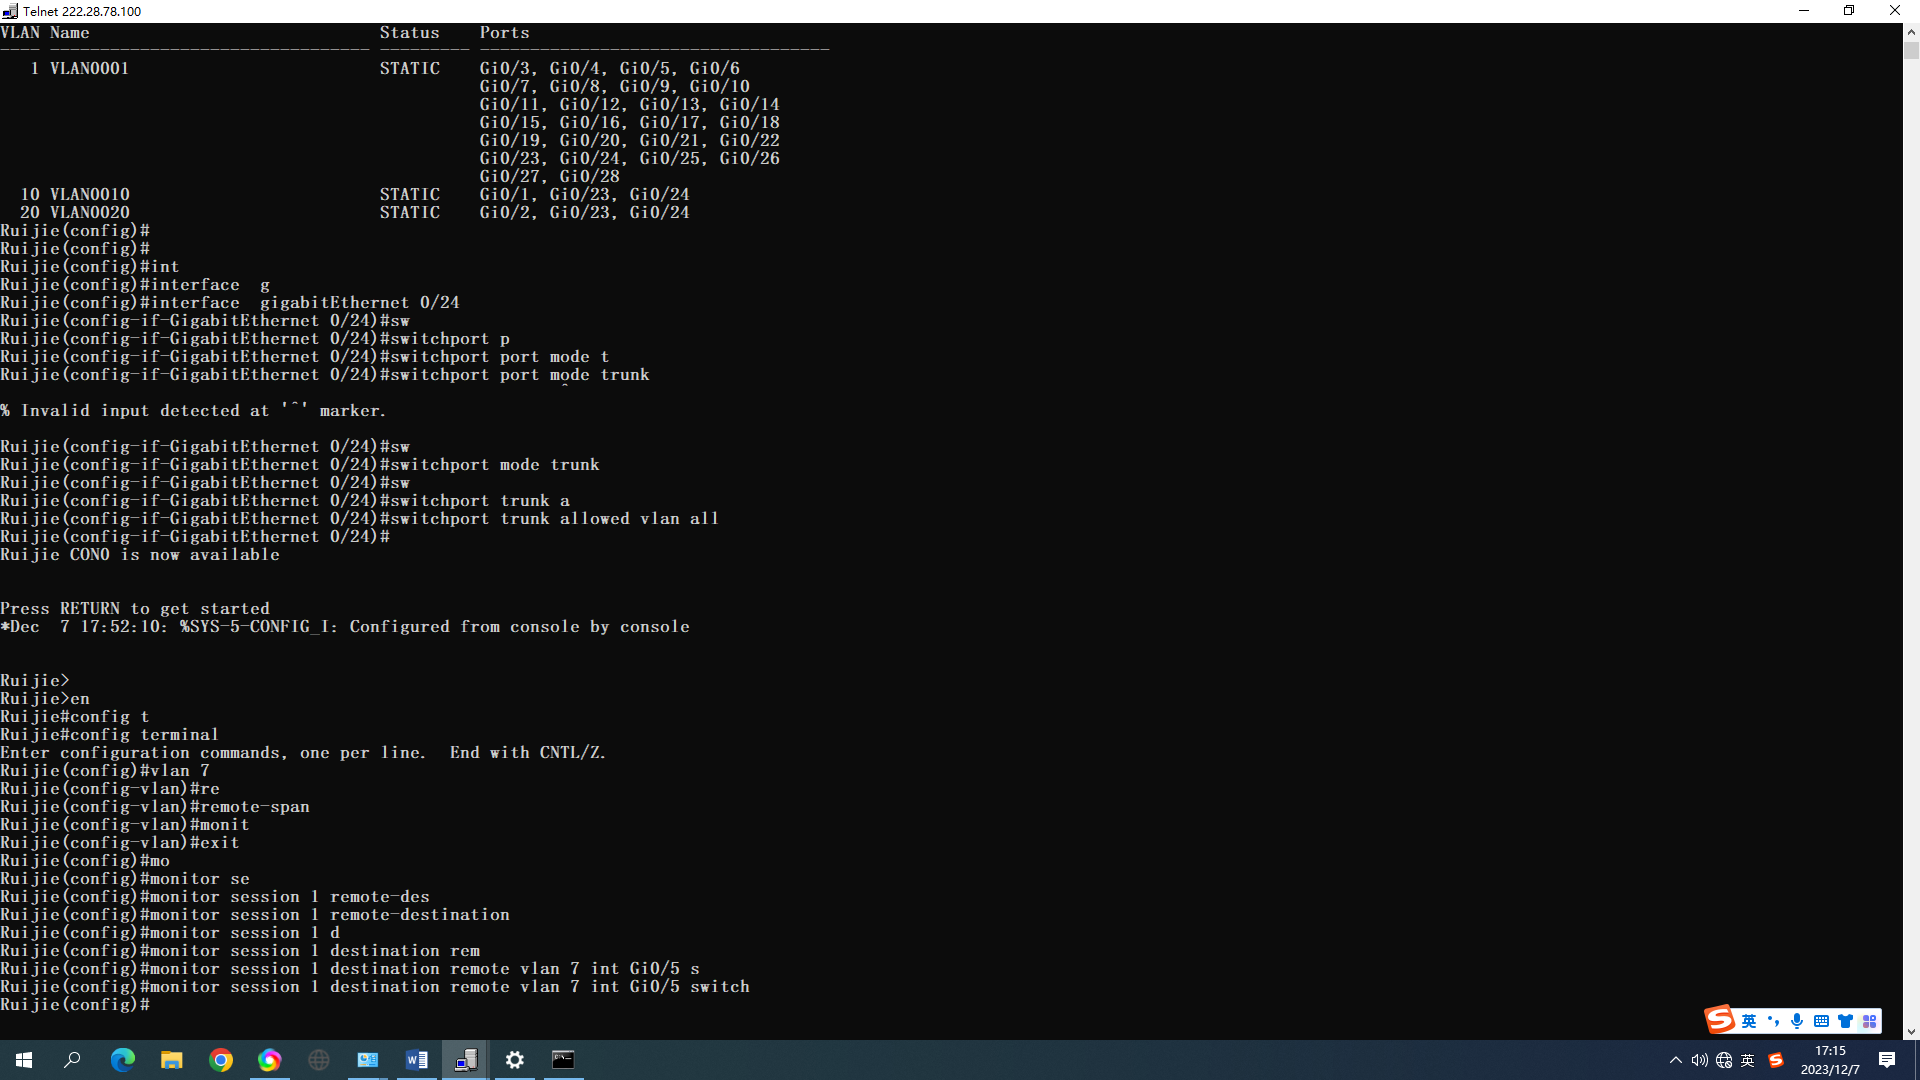 Telnet 222.28.78.100
VLAN Name                             Status    Ports
---- -------------------------------- --------- -----------------------------------
   1 VLAN0001                         STATIC    Gi0/3, Gi0/4, Gi0/5, Gi0/6
                                                Gi0/7, Gi0/8, Gi0/9, Gi0/10
                                                Gi0/11, Gi0/12, Gi0/13, Gi0/14
                                                Gi0/15, Gi0/16, Gi0/17, Gi0/18
                                                Gi0/19, Gi0/20, Gi0/21, Gi0/22
                                                Gi0/23, Gi0/24, Gi0/25, Gi0/26
                                                Gi0/27, Gi0/28
  10 VLAN0010                         STATIC    Gi0/1, Gi0/23, Gi0/24
  20 VLAN0020                         STATIC    Gi0/2, Gi0/23, Gi0/24
Ruijie(config)#
Ruijie(config)#
Ruijie(config)#int
Ruijie(config)#interface  g
Ruijie(config)#interface  gigabitEthernet 0/24
Ruijie(config-if-GigabitEthernet 0/24)#sw
Ruijie(config-if-GigabitEthernet 0/24)#switchport p
Ruijie(config-if-GigabitEthernet 0/24)#switchport port mode t
Ruijie(config-if-GigabitEthernet 0/24)#switchport port mode trunk
                                                        ^
% Invalid input detected at '^' marker.
Ruijie(config-if-GigabitEthernet 0/24)#sw
Ruijie(config-if-GigabitEthernet 0/24)#switchport mode trunk
Ruijie(config-if-GigabitEthernet 0/24)#sw
Ruijie(config-if-GigabitEthernet 0/24)#switchport trunk a
Ruijie(config-if-GigabitEthernet 0/24)#switchport trunk allowed vlan all
Ruijie(config-if-GigabitEthernet 0/24)#
Ruijie CON0 is now available
Press RETURN to get started
*Dec  7 17:52:10: %SYS-5-CONFIG_I: Configured from console by console
Ruijie>
Ruijie>en
Ruijie#config t
Ruijie#config terminal
Enter configuration commands, one per line.  End with CNTL/Z.
Ruijie(config)#vlan 7
Ruijie(config-vlan)#re
Ruijie(config-vlan)#remote-span
Ruijie(config-vlan)#monit
Ruijie(config-vlan)#exit
Ruijie(config)#mo
Ruijie(config)#monitor se
Ruijie(config)#monitor session 1 remote-des
Ruijie(config)#monitor session 1 remote-destination
Ruijie(config)#monitor session 1 d
Ruijie(config)#monitor session 1 destination rem
Ruijie(config)#monitor session 1 destination remote vlan 7 int Gi0/5 s
Ruijie(config)#monitor session 1 destination remote vlan 7 int Gi0/5 switch
Ruijie(config)#
英
英
17:15
2023/12/7